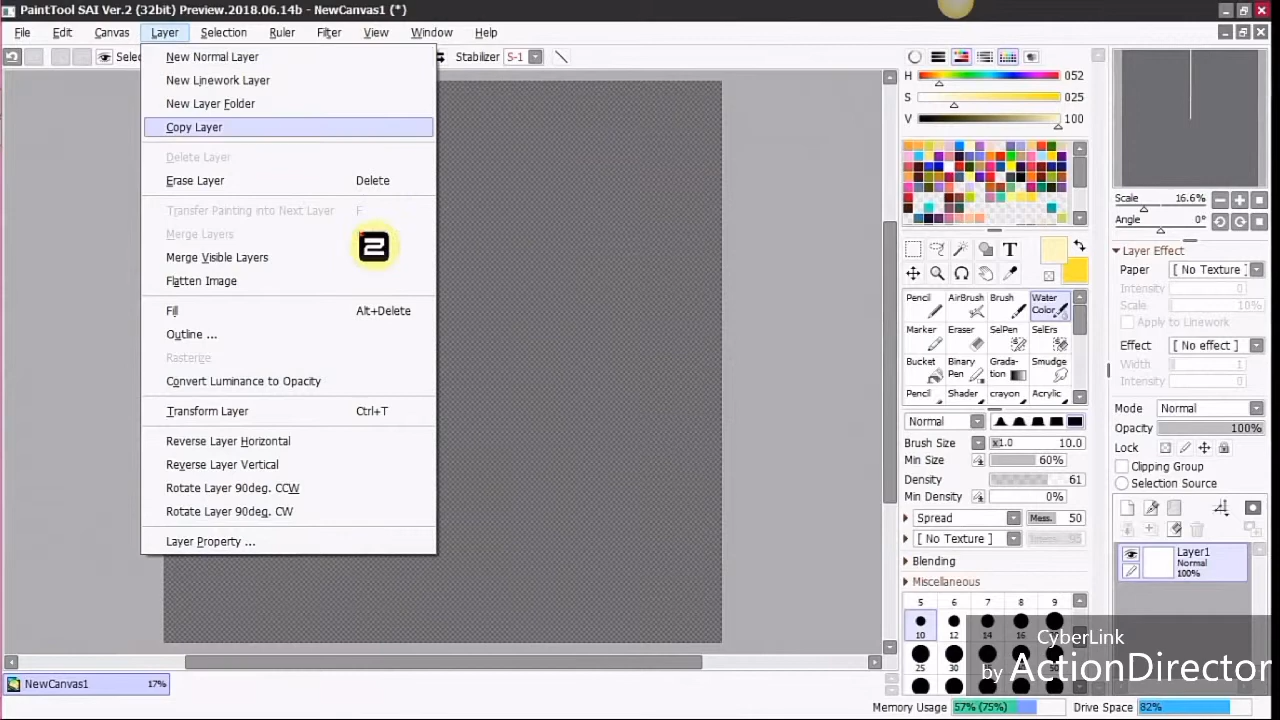 PaintTool SAI Ver.2 (32bit) Preview.2018.06.14b - NewCanvas1 (*)
File Edit Canvas Layer Selection Ruler Filter View Window Help
Selec Stabilizer S-1
New Normal Layer
New Linework Layer
New Layer Folder
Copy Layer
Delete Layer
Erase Layer Delete
Transfer Painting into Next Layer F
Merge Layers
Merge Visible Layers
Flatten Image
Fill Alt+Delete
Outline ...
Rasterize
Convert Luminance to Opacity
Transform Layer Ctrl+T
Reverse Layer Horizontal
Reverse Layer Vertical
Rotate Layer 90deg. CCW
Rotate Layer 90deg. CW
Layer Property ...
2
NewCanvas1 17%
H 052
S 025
V 100
T
Pencil AirBrush Brush Water Color
Marker Eraser SelPen SelErs
Bucket Binary Pen Grada-tion Smudge
Pencil Shader crayon Acrylic
Normal
Brush Size x1.0 10.0
Min Size 60%
Density 61
Min Density 0%
Spread Mess. 50
[ No Texture ] 95
Blending
Miscellaneous
5 6 7 8 9
10 12 14 16
25 30 50
Scale 16.6%
Angle 0°
Layer Effect
Paper [ No Texture ]
Intensity 0
Scale 10%
Apply to Linework
Effect [ No effect ]
Width 1
Intensity 0
Mode Normal
Opacity 100%
Lock
Clipping Group
Selection Source
Layer1
Normal
100%
CyberLink
by ActionDirector
Memory Usage 57% (75%) Drive Space 82%